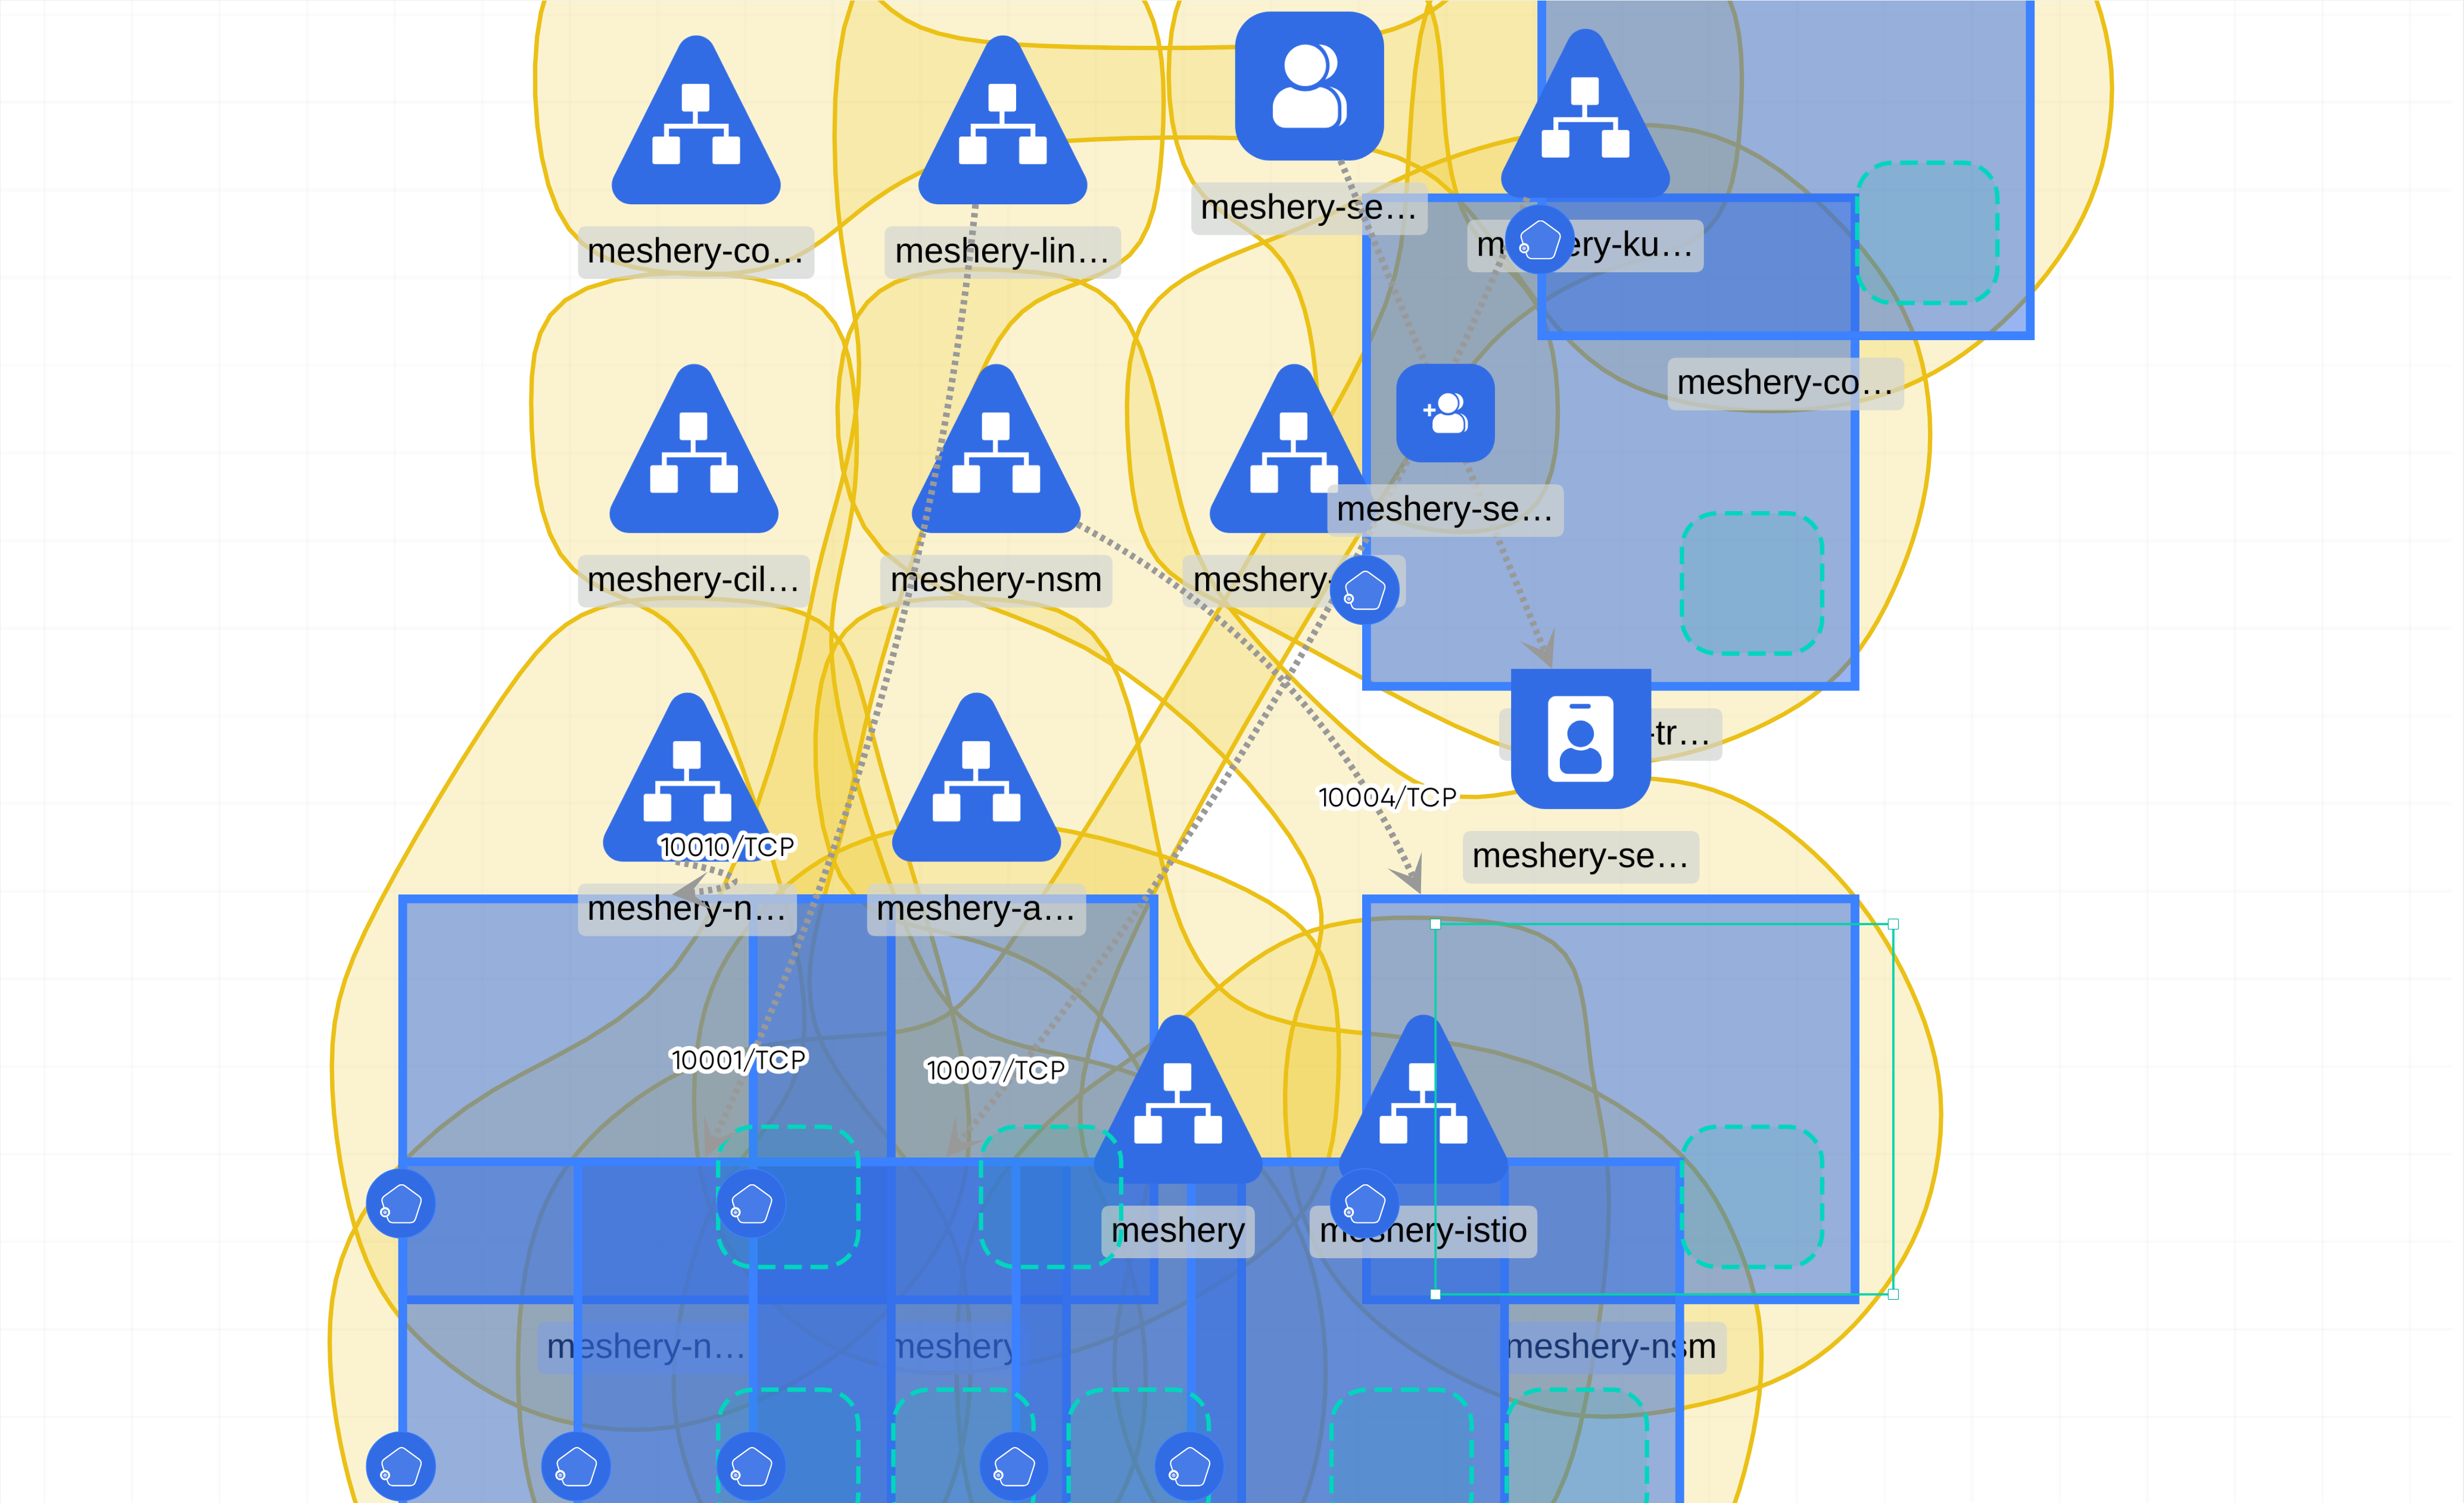 meshery-se…
meshery-co…
meshery-lin…
ery-ku…
meshery-co…
meshery-se…
meshery-cil…
meshery-nsm
meshery-
-tr…
10004/TCP
10010/TCP
meshery-se…
meshery-n…
meshery-a…
10001/TCP
10007/TCP
meshery
meshery-istio
meshery-n…
meshery
meshery-nsm